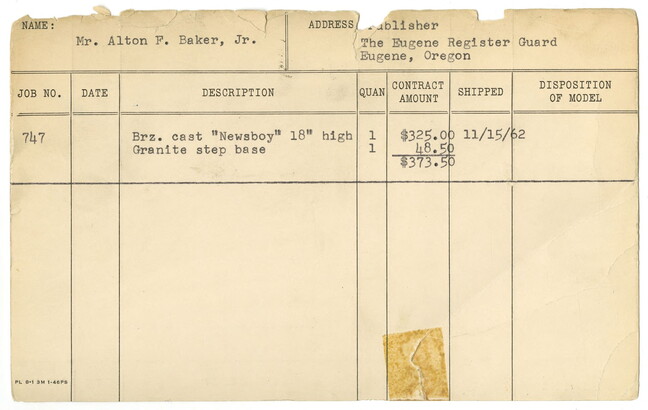 NAME: ADDRESS Publisher
Mr. Alton F. Baker, Jr. The Eugene Register Guard
Eugene, Oregon
JOB NO. DATE DESCRIPTION QUAN CONTRACT AMOUNT SHIPPED DISPOSITION OF MODEL
747 Brz. cast "Newsboy" 18" high 1 $325.00 11/15/62
Granite step base 1 48.50
$373.50